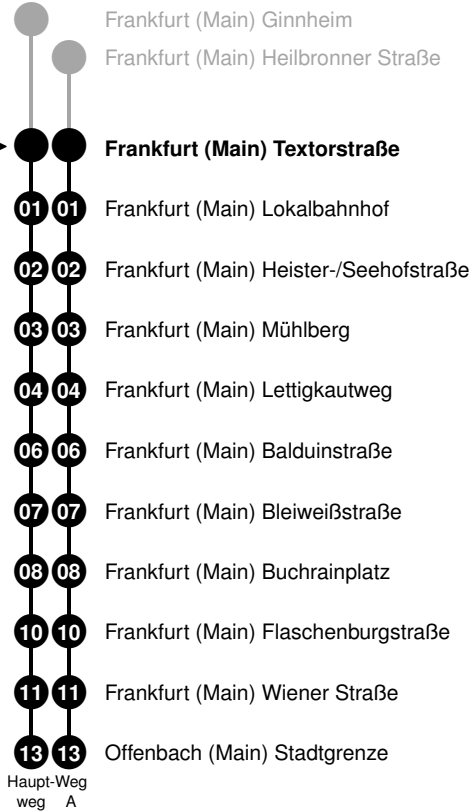 Frankfurt (Main) Ginnheim
Frankfurt (Main) Heilbronner Straße
Frankfurt (Main) Textorstraße
01 01 Frankfurt (Main) Lokalbahnhof
02 02 Frankfurt (Main) Heister-/Seehofstraße
03 03 Frankfurt (Main) Mühlberg
04 04 Frankfurt (Main) Lettigkautweg
06 06 Frankfurt (Main) Balduinstraße
07 07 Frankfurt (Main) Bleiweißstraße
08 08 Frankfurt (Main) Buchrainplatz
10 10 Frankfurt (Main) Flaschenburgstraße
11 11 Frankfurt (Main) Wiener Straße
13 13 Offenbach (Main) Stadtgrenze
Haupt-Weg
weg A